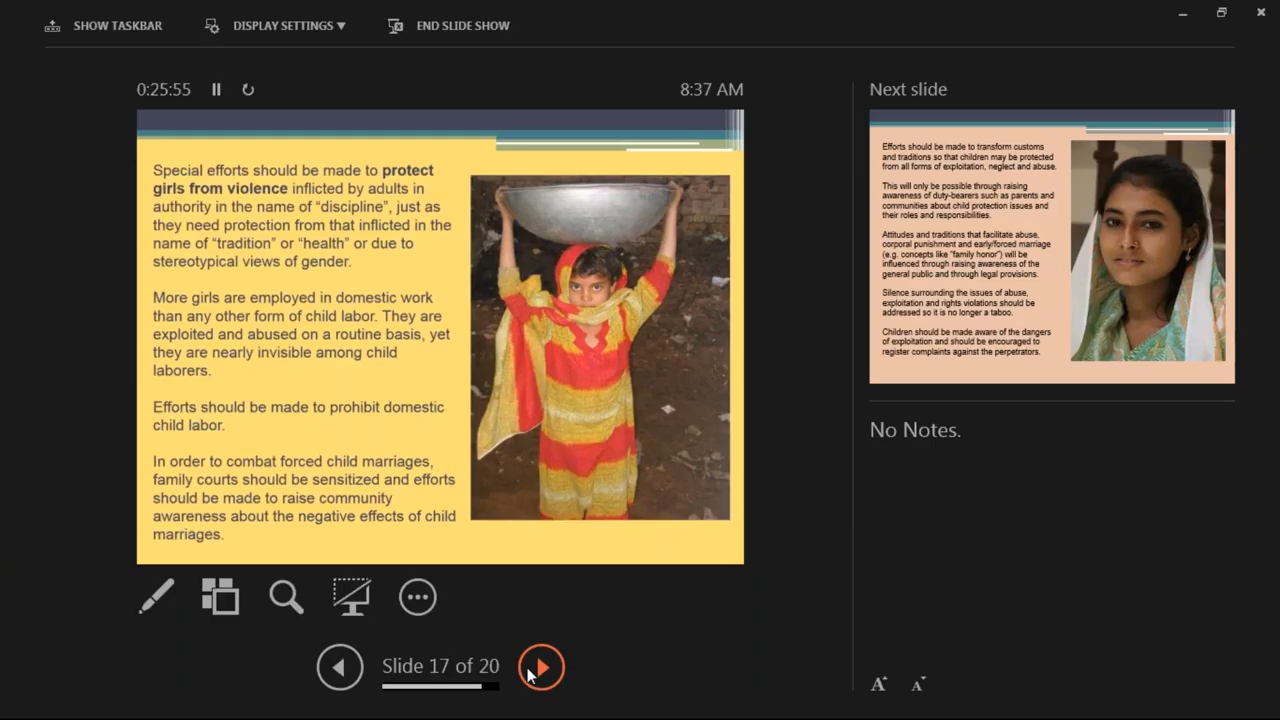 SHOW TASKBAR
DISPLAY SETTINGS ▼
END SLIDE SHOW
0:25:55
8:37 AM
Special efforts should be made to protect
girls from violence inflicted by adults in
authority in the name of “discipline”, just as
they need protection from that inflicted in the
name of “tradition” or “health” or due to
stereotypical views of gender.
More girls are employed in domestic work
than any other form of child labor. They are
exploited and abused on a routine basis, yet
they are nearly invisible among child
laborers.
Efforts should be made to prohibit domestic
child labor.
In order to combat forced child marriages,
family courts should be sensitized and efforts
should be made to raise community
awareness about the negative effects of child
marriages.
Slide 17 of 20
Next slide
Efforts should be made to transform customs
and traditions so that children may be protected
from all forms of exploitation, neglect and abuse.
This will only be possible through raising
awareness of duty-bearers such as parents and
communities about child protection issues and
their roles and responsibilities.
Attitudes and traditions that facilitate abuse,
corporal punishment and early/forced marriage
(e.g. concepts like “family honor”) will be
influenced through raising awareness of the
general public and through legal provisions.
Silence surrounding the issues of abuse,
exploitation and rights violations should be
addressed so it is no longer a taboo.
Children should be made aware of the dangers
of exploitation and should be encouraged to
register complaints against the perpetrators.
No Notes.
A A